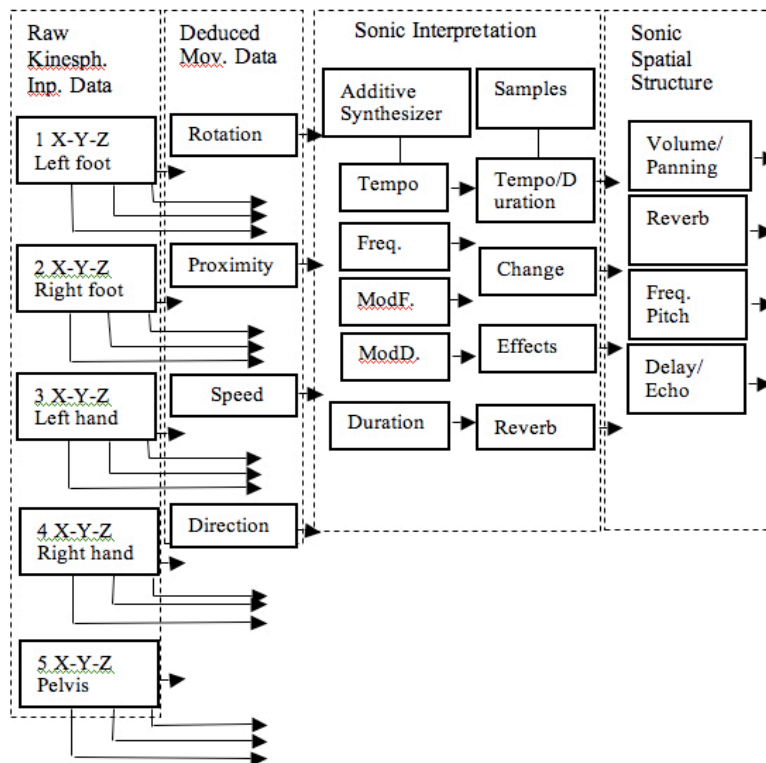 Raw
Kinesph.
Inp. Data
Deduced
Mov. Data
Sonic Interpretation
Sonic
Spatial
Structure
1 X-Y-Z
Left foot
2 X-Y-Z
Right foot
3 X-Y-Z
Left hand
4 X-Y-Z
Right hand
5 X-Y-Z
Pelvis
Rotation
Proximity
Speed
Direction
Additive
Synthesizer
Tempo
Freq.
ModF.
ModD.
Duration
Samples
Tempo/D
uration
Change
Effects
Reverb
Volume/
Panning
Reverb
Freq.
Pitch
Delay/
Echo